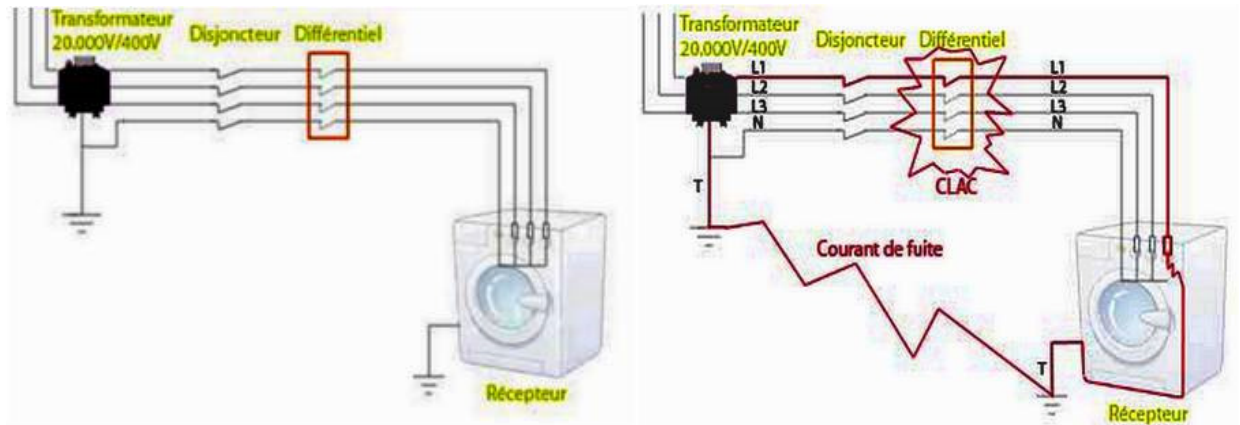 Transformateur
20.000V/400V
Disjoncteur
Différentiel
Récepteur
Transformateur
20.000V/400V
Disjoncteur
Différentiel
L1
L2
L3
N
L1
L2
L3
N
CLAC
T
Courant de fuite
T
Récepteur